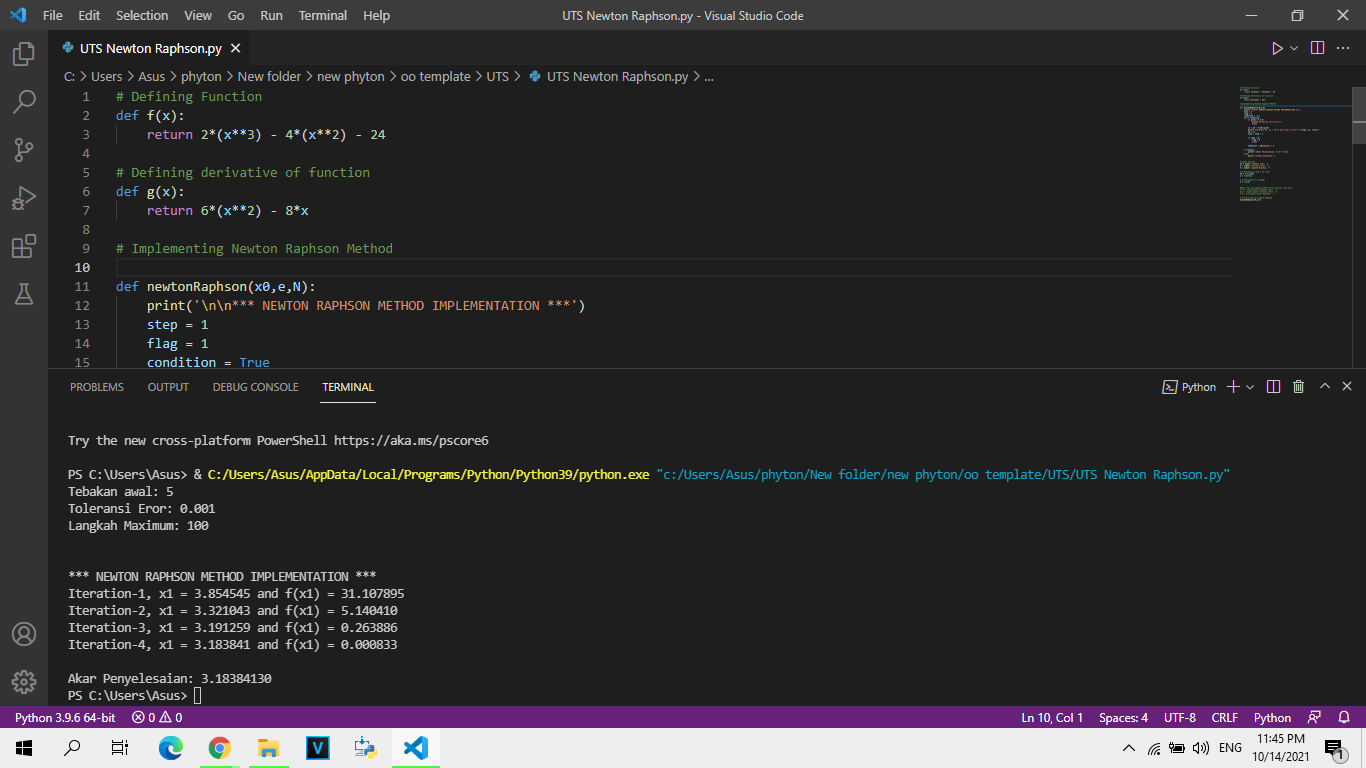 File Edit Selection View Go Run Terminal Help
UTS Newton Raphson.py - Visual Studio Code
UTS Newton Raphson.py
C: > Users > Asus > phyton > New folder > new phyton > oo template > UTS > UTS Newton Raphson.py > ...
1 # Defining Function
2 def f(x):
3 return 2*(x**3) - 4*(x**2) - 24
4
5 # Defining derivative of function
6 def g(x):
7 return 6*(x**2) - 8*x
8
9 # Implementing Newton Raphson Method
10
11 def newtonRaphson(x0,e,N):
12 print('\n\n*** NEWTON RAPHSON METHOD IMPLEMENTATION ***')
13 step = 1
14 flag = 1
15 condition = True
PROBLEMS OUTPUT DEBUG CONSOLE TERMINAL
Python
Try the new cross-platform PowerShell https://aka.ms/pscore6
PS C:\Users\Asus> & C:/Users/Asus/AppData/Local/Programs/Python/Python39/python.exe "c:/Users/Asus/phyton/New folder/new phyton/oo template/UTS/UTS Newton Raphson.py"
Tebakan awal: 5
Toleransi Eror: 0.001
Langkah Maximum: 100
*** NEWTON RAPHSON METHOD IMPLEMENTATION ***
Iteration-1, x1 = 3.854545 and f(x1) = 31.107895
Iteration-2, x1 = 3.321043 and f(x1) = 5.140410
Iteration-3, x1 = 3.191259 and f(x1) = 0.263886
Iteration-4, x1 = 3.183841 and f(x1) = 0.000833
Akar Penyelesaian: 3.18384130
PS C:\Users\Asus>
Python 3.9.6 64-bit 0 0
Ln 10, Col 1 Spaces: 4 UTF-8 CRLF Python
V
ENG
11:45 PM
10/14/2021
1